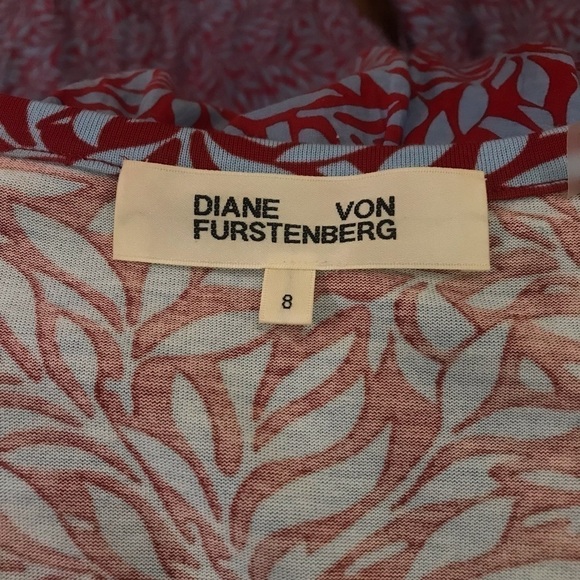 DIANE VON
FURSTENBERG
8